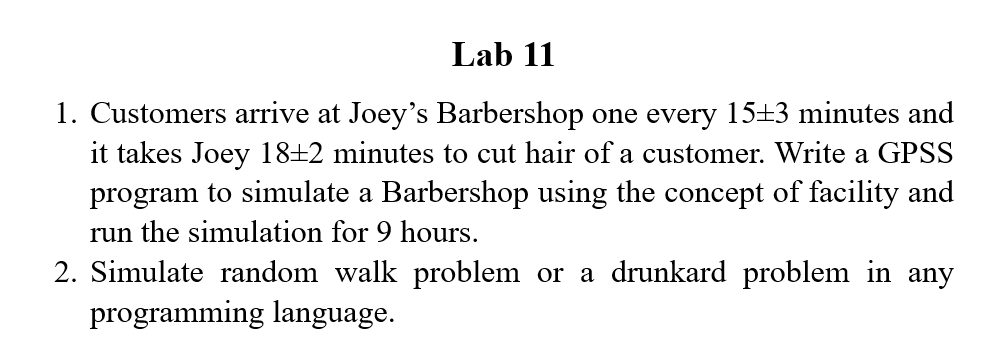 Lab 11
1. Customers arrive at Joey’s Barbershop one every 15±3 minutes and
it takes Joey 18±2 minutes to cut hair of a customer. Write a GPSS
program to simulate a Barbershop using the concept of facility and
run the simulation for 9 hours.
2. Simulate random walk problem or a drunkard problem in any
programming language.